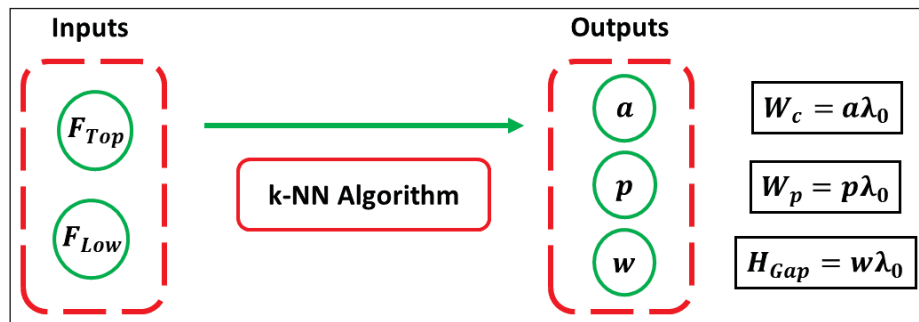 Inputs
Outputs
F_Top
F_Low
k-NN Algorithm
a
p
w
W_c = aλ_0
W_p = pλ_0
H_Gap = wλ_0